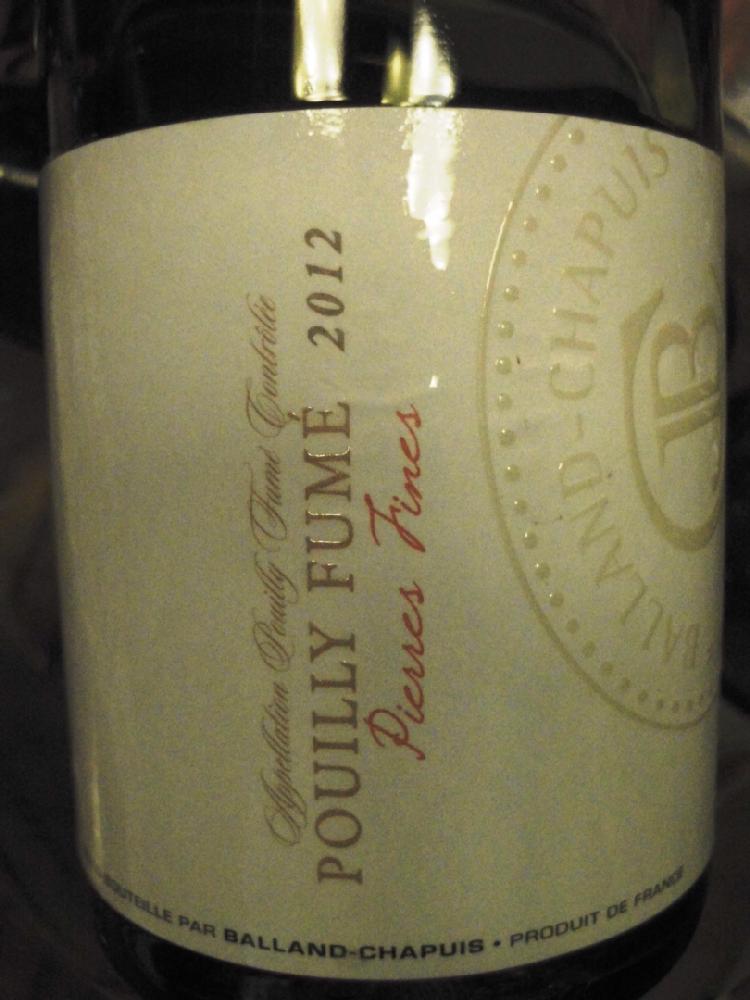 Appellation Pouilly Fumé Contrôlée
POUILLY FUMÉ 2012
Pierres Fines
BALLAND-CHAPUIS
B
BOUTEILLE PAR BALLAND-CHAPUIS • PRODUIT DE FRANCE